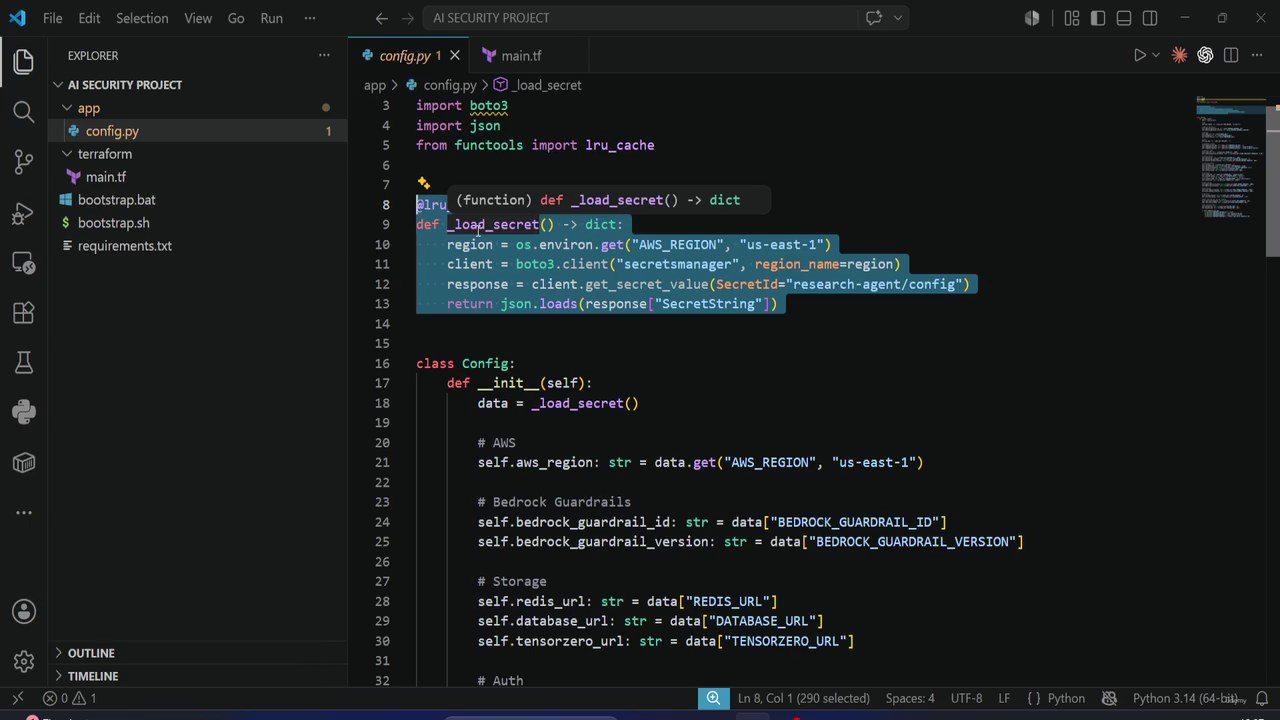 File Edit Selection View Go Run ··· AI SECURITY PROJECT
EXPLORER ···
AI SECURITY PROJECT
app
config.py 1
terraform
main.tf
bootstrap.bat
bootstrap.sh
requirements.txt
OUTLINE
TIMELINE
config.py 1 main.tf
app > config.py > _load_secret
3 import boto3
4 import json
5 from functools import lru_cache
6
7
(function) def _load_secret() -> dict
8 @lru
9 def _load_secret() -> dict:
10 region = os.environ.get("AWS_REGION", "us-east-1")
11 client = boto3.client("secretsmanager", region_name=region)
12 response = client.get_secret_value(SecretId="research-agent/config")
13 return json.loads(response["SecretString"])
14
15
16 class Config:
17 def __init__(self):
18 data = _load_secret()
19
20 # AWS
21 self.aws_region: str = data.get("AWS_REGION", "us-east-1")
22
23 # Bedrock Guardrails
24 self.bedrock_guardrail_id: str = data["BEDROCK_GUARDRAIL_ID"]
25 self.bedrock_guardrail_version: str = data["BEDROCK_GUARDRAIL_VERSION"]
26
27 # Storage
28 self.redis_url: str = data["REDIS_URL"]
29 self.database_url: str = data["DATABASE_URL"]
30 self.tensorzero_url: str = data["TENSORZERO_URL"]
31
32 # Auth
0 1 Ln 8, Col 1 (290 selected) Spaces: 4 UTF-8 LF {} Python Python 3.14 (64-bit)